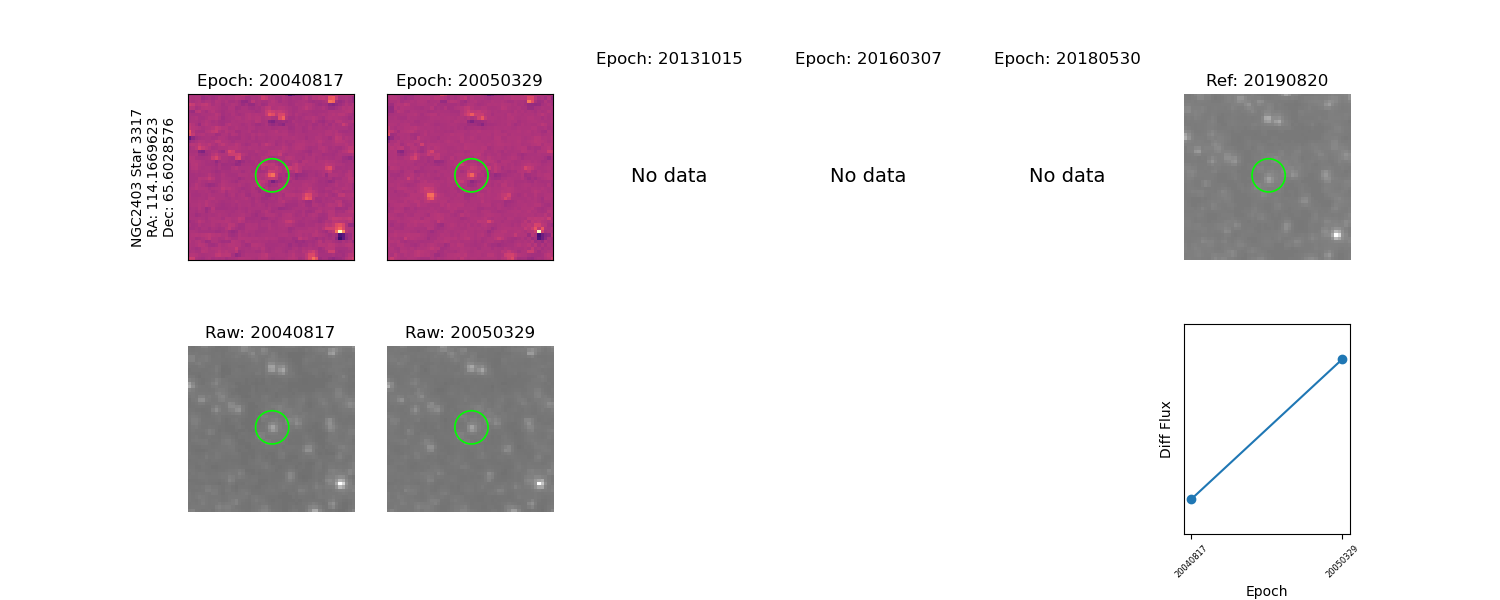 Epoch: 20040817
Epoch: 20050329
Epoch: 20131015
Epoch: 20160307
Epoch: 20180530
Ref: 20190820
NGC2403 Star 3317
RA: 114.1669623
Dec: 65.6028576
No data
No data
No data
Raw: 20040817
Raw: 20050329
Diff Flux
20040817
20050329
Epoch